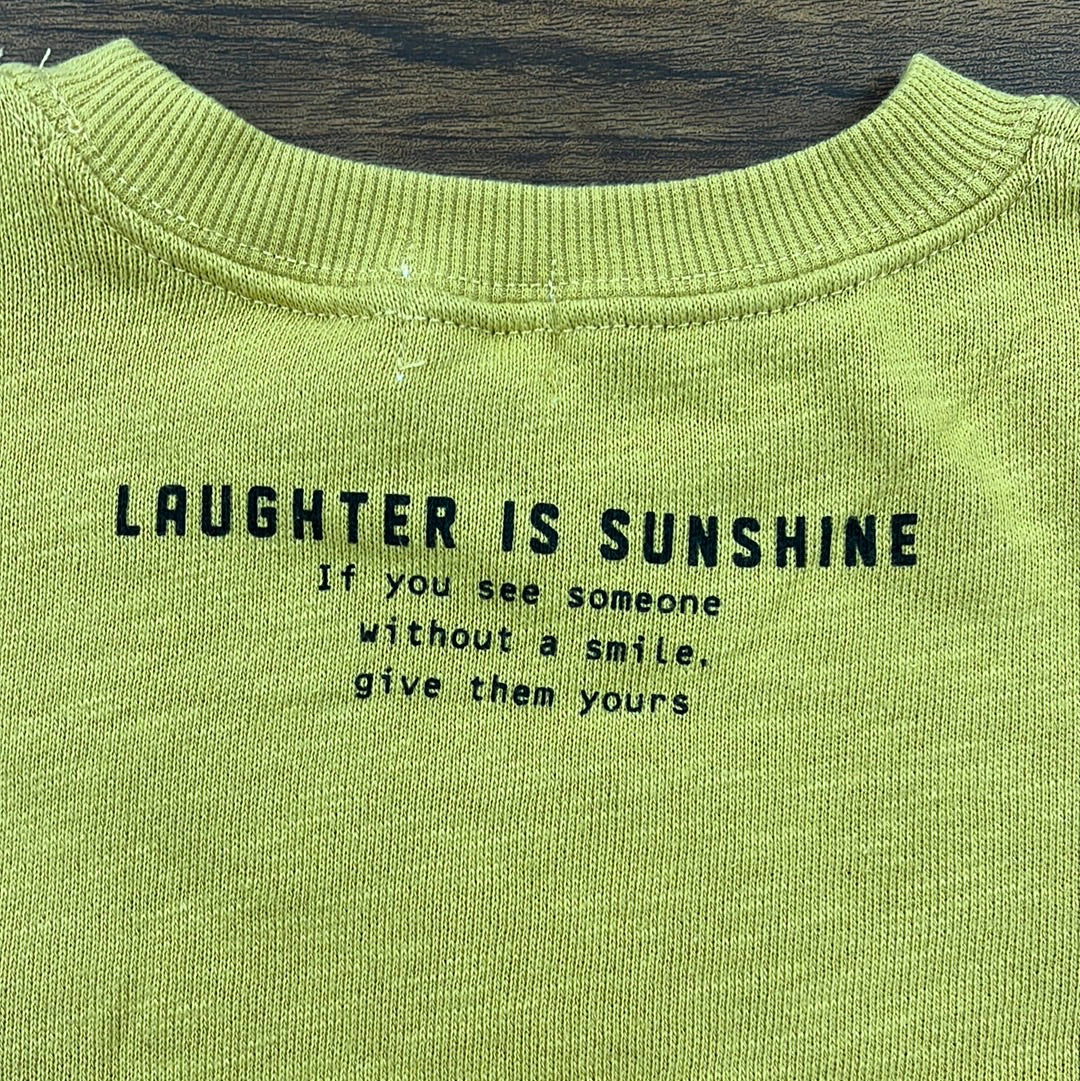 LAUGHTER IS SUNSHINE
If you see someone
without a smile,
give them yours